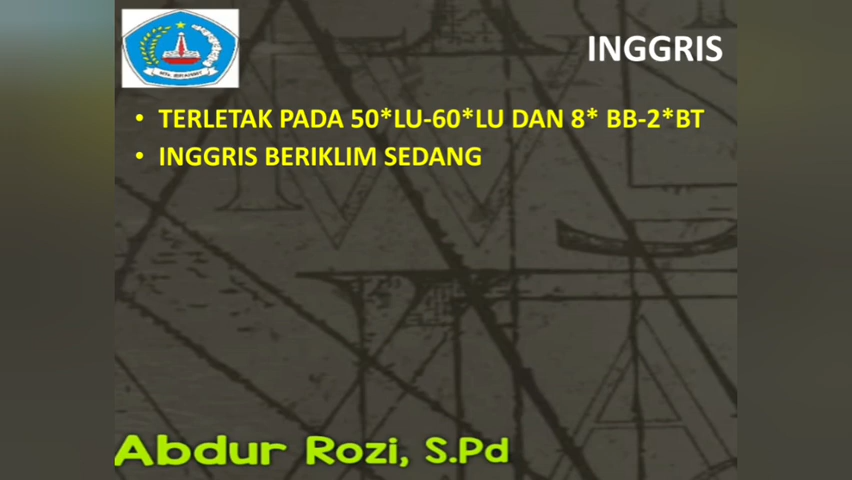 INGGRIS
• TERLETAK PADA 50*LU-60*LU DAN 8* BB-2*BT
• INGGRIS BERIKLIM SEDANG
Abdur Rozi, S.Pd